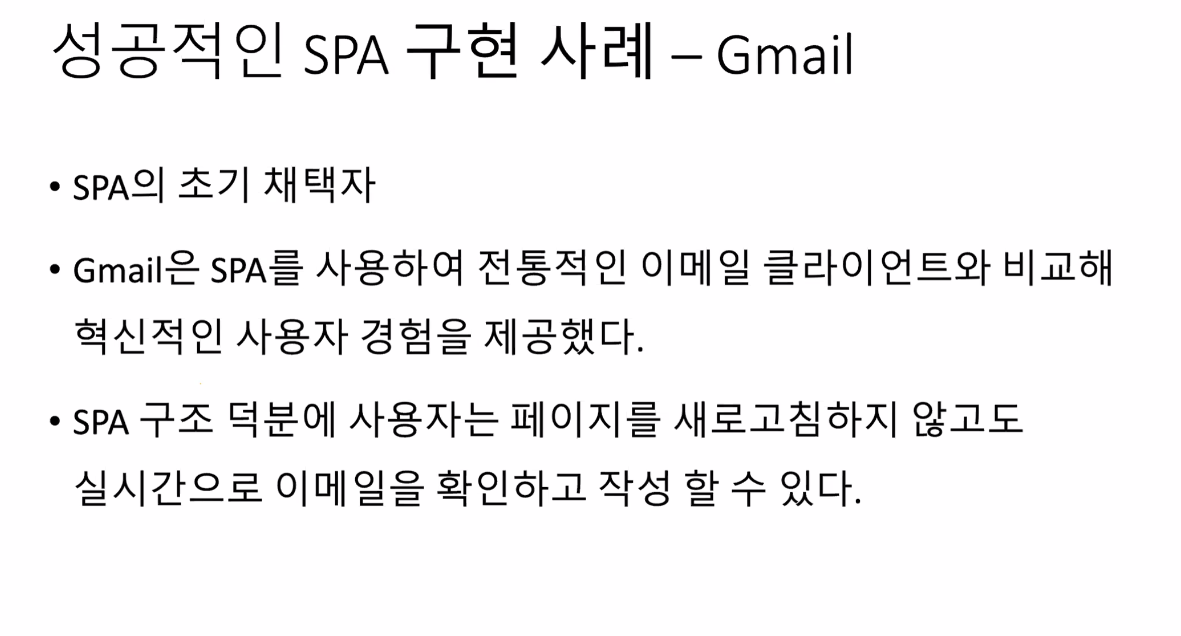 성공적인 SPA 구현 사례 – Gmail
• SPA의 초기 채택자
• Gmail은 SPA를 사용하여 전통적인 이메일 클라이언트와 비교해
혁신적인 사용자 경험을 제공했다.
• SPA 구조 덕분에 사용자는 페이지를 새로고침하지 않고도
실시간으로 이메일을 확인하고 작성 할 수 있다.